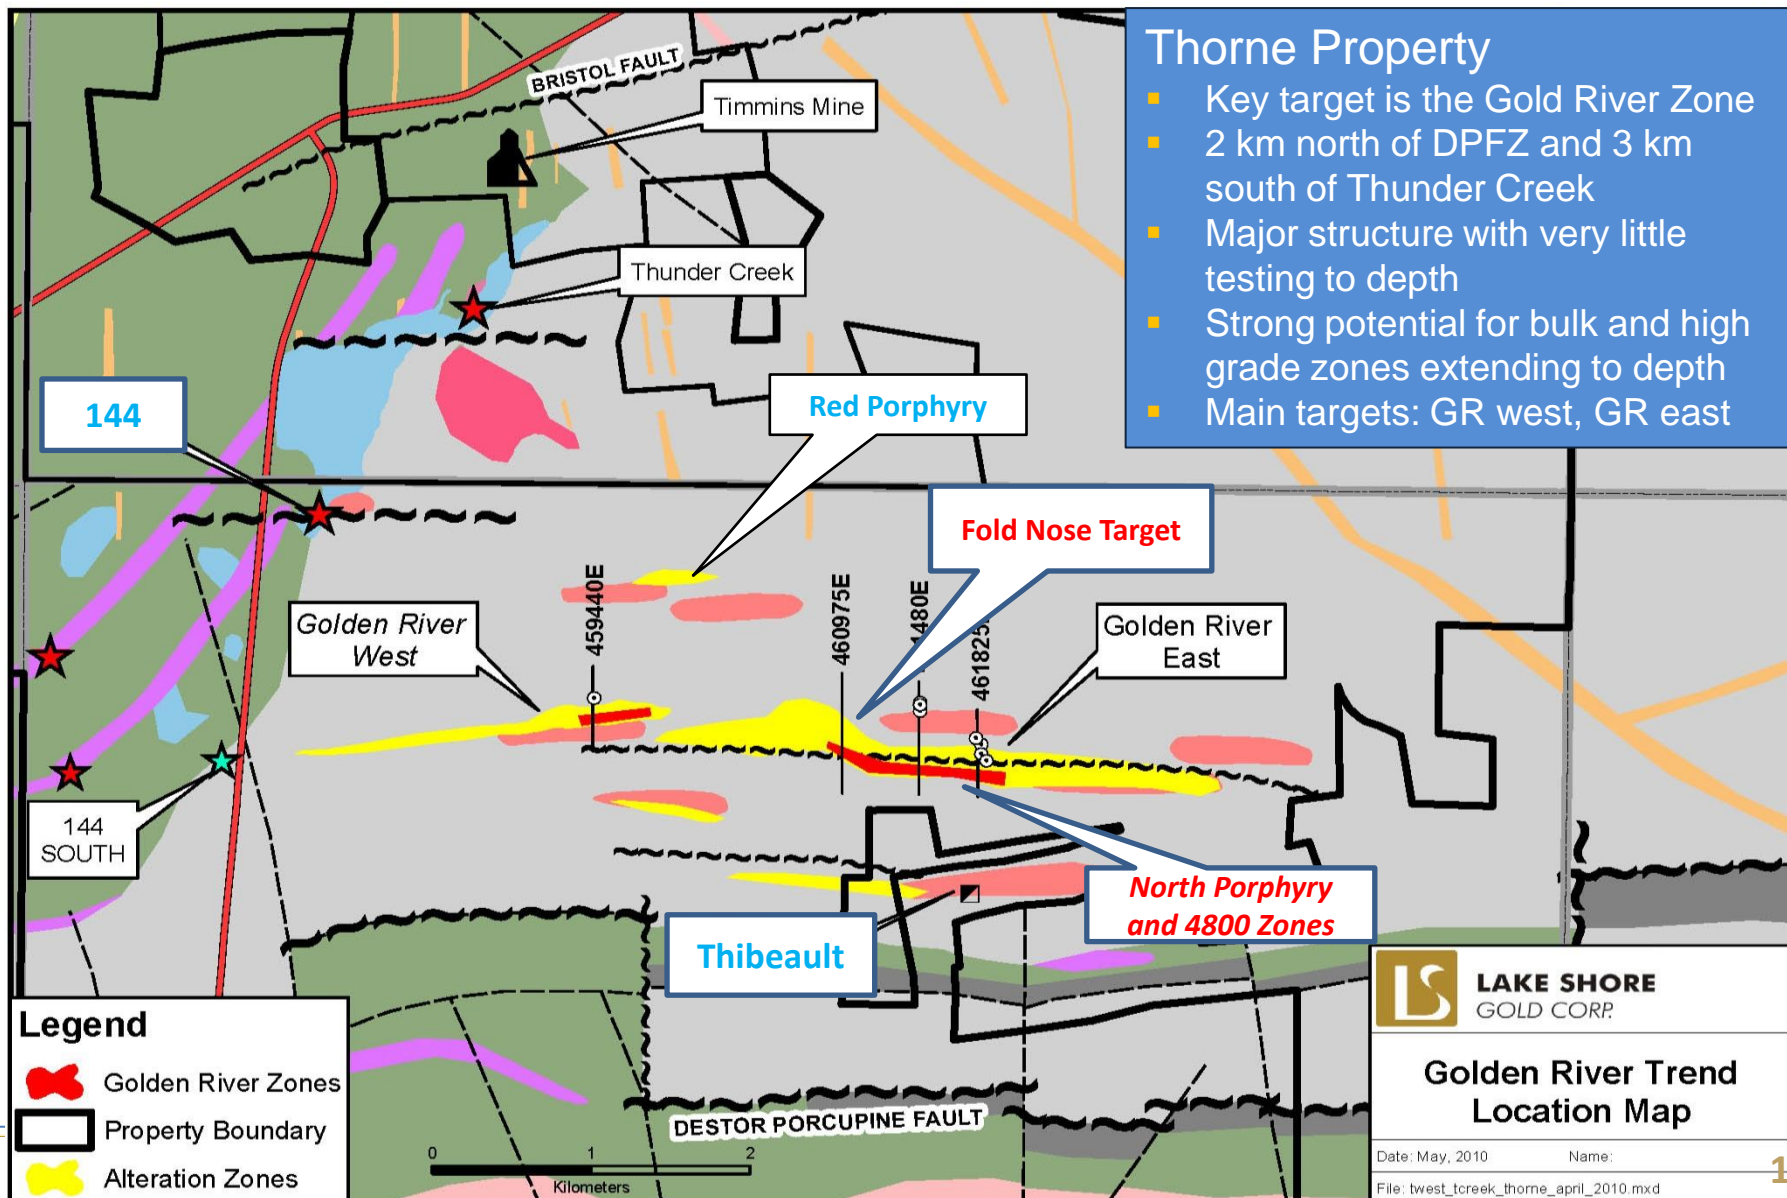 Thorne Property
Key target is the Gold River Zone
2 km north of DPFZ and 3 km
south of Thunder Creek
Major structure with very little
testing to depth
Strong potential for bulk and high
grade zones extending to depth
Main targets: GR west, GR east
BRISTOL FAULT
Timmins Mine
Thunder Creek
144
Red Porphyry
Fold Nose Target
459440E
460975E
1480E
461825
Golden River
West
Golden River
East
144
SOUTH
North Porphyry
and 4800 Zones
Thibeault
DESTOR PORCUPINE FAULT
0
1
2
Kilometers
Legend
Golden River Zones
Property Boundary
Alteration Zones
LS
LAKE SHORE
GOLD CORP.
Golden River Trend
Location Map
Date: May, 2010
Name:
File: twest_tcreek_thorne_april_2010.mxd
1